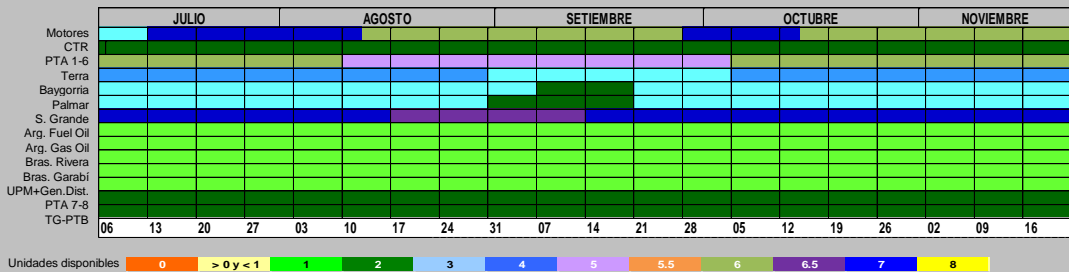 JULIO AGOSTO SETIEMBRE OCTUBRE NOVIEMBRE
Motores
CTR
PTA 1-6
Terra
Baygorria
Palmar
S. Grande
Arg. Fuel Oil
Arg. Gas Oil
Bras. Rivera
Bras. Garabí
UPM+Gen.Dist.
PTA 7-8
TG-PTB
06 13 20 27 03 10 17 24 31 07 14 21 28 05 12 19 26 02 09 16
Unidades disponibles 0 > 0 y < 1 1 2 3 4 5 5.5 6 6.5 7 8